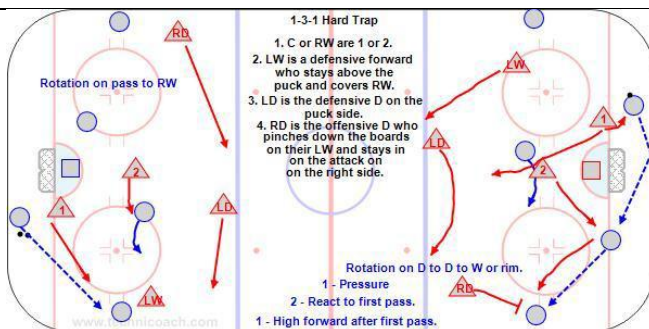 1-3-1 Hard Trap
1. C or RW are 1 or 2.
2. LW is a defensive forward
who stays above the
puck and covers RW.
3. LD is the defensive D on the
puck side.
4. RD is the offensive D who
pinches down the boards
on their LW and stays in
on the attack on
on the right side.
RD
Rotation on pass to RW
2
1
LD
LW
www.technicoach.com
LW
LD
1
2
RD
Rotation on D to D to W or rim.
1 - Pressure
2 - React to first pass.
1 - High forward after first pass.